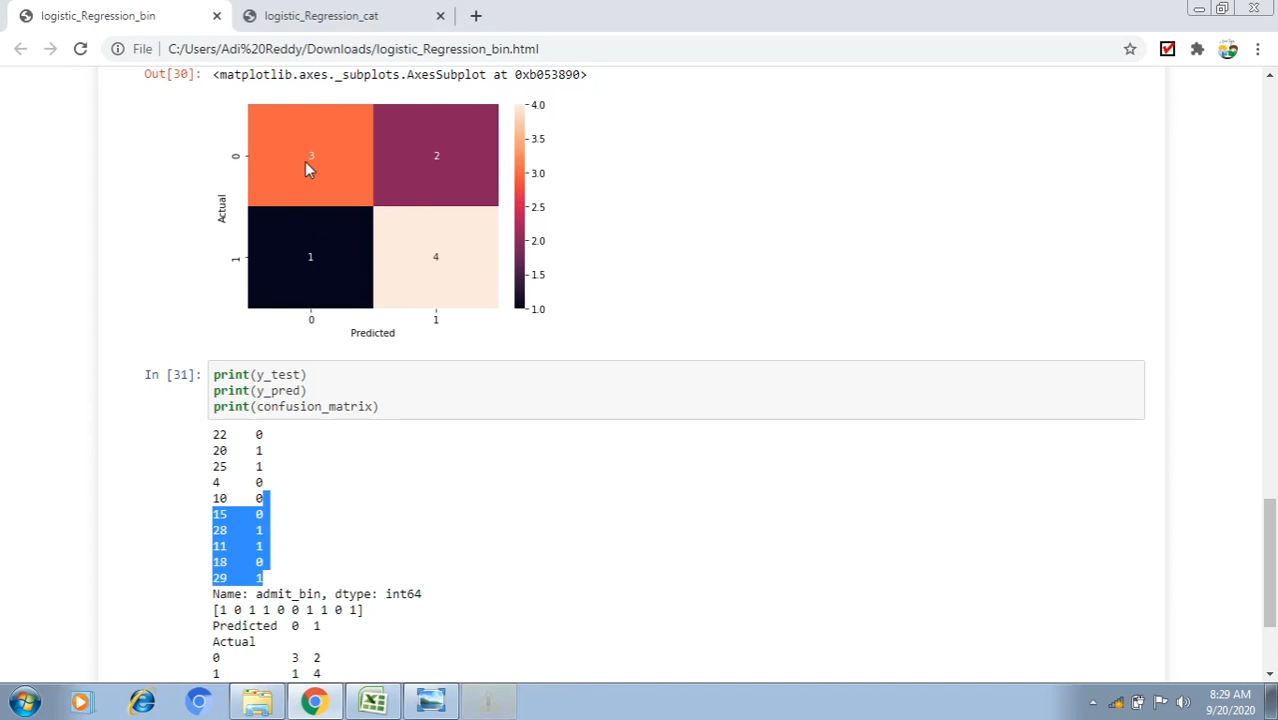 logistic_Regression_bin
logistic_Regression_cat
File C:/Users/Adi%20Reddy/Downloads/logistic_Regression_bin.html
Out[30]: <matplotlib.axes._subplots.AxesSubplot at 0xb053890>
4.0
3.5
0 3 2
3.0
2.5
Actual
2.0
1 1 4
1.5
1.0
0 1
Predicted
In [31]: print(y_test)
print(y_pred)
print(confusion_matrix)
22 0
20 1
25 1
4 0
10 0
15 0
28 1
11 1
18 0
29 1
Name: admit_bin, dtype: int64
[1 0 1 1 0 0 1 1 0 1]
Predicted 0 1
Actual
0 3 2
1 1 4
8:29 AM
9/20/2020